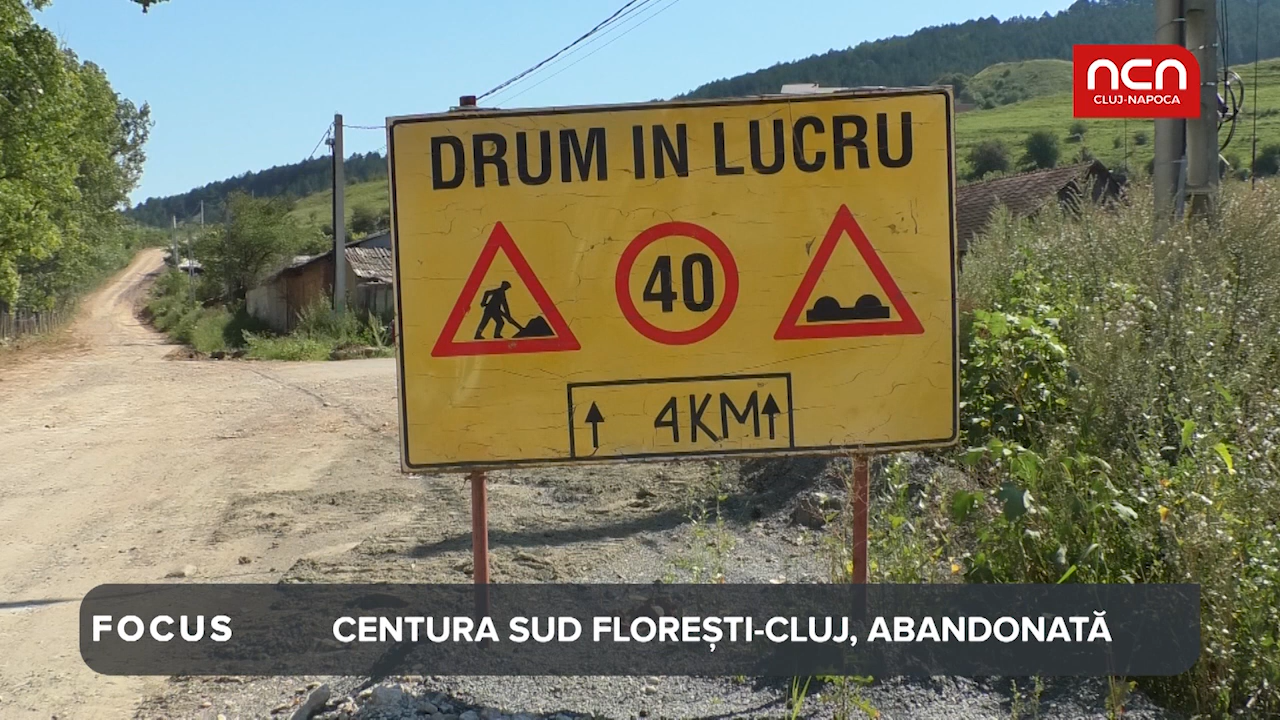 ncn
CLUJ-NAPOCA
DRUM IN LUCRU
40
4KM
FOCUS
CENTURA SUD FLOREȘTI-CLUJ, ABANDONATĂ